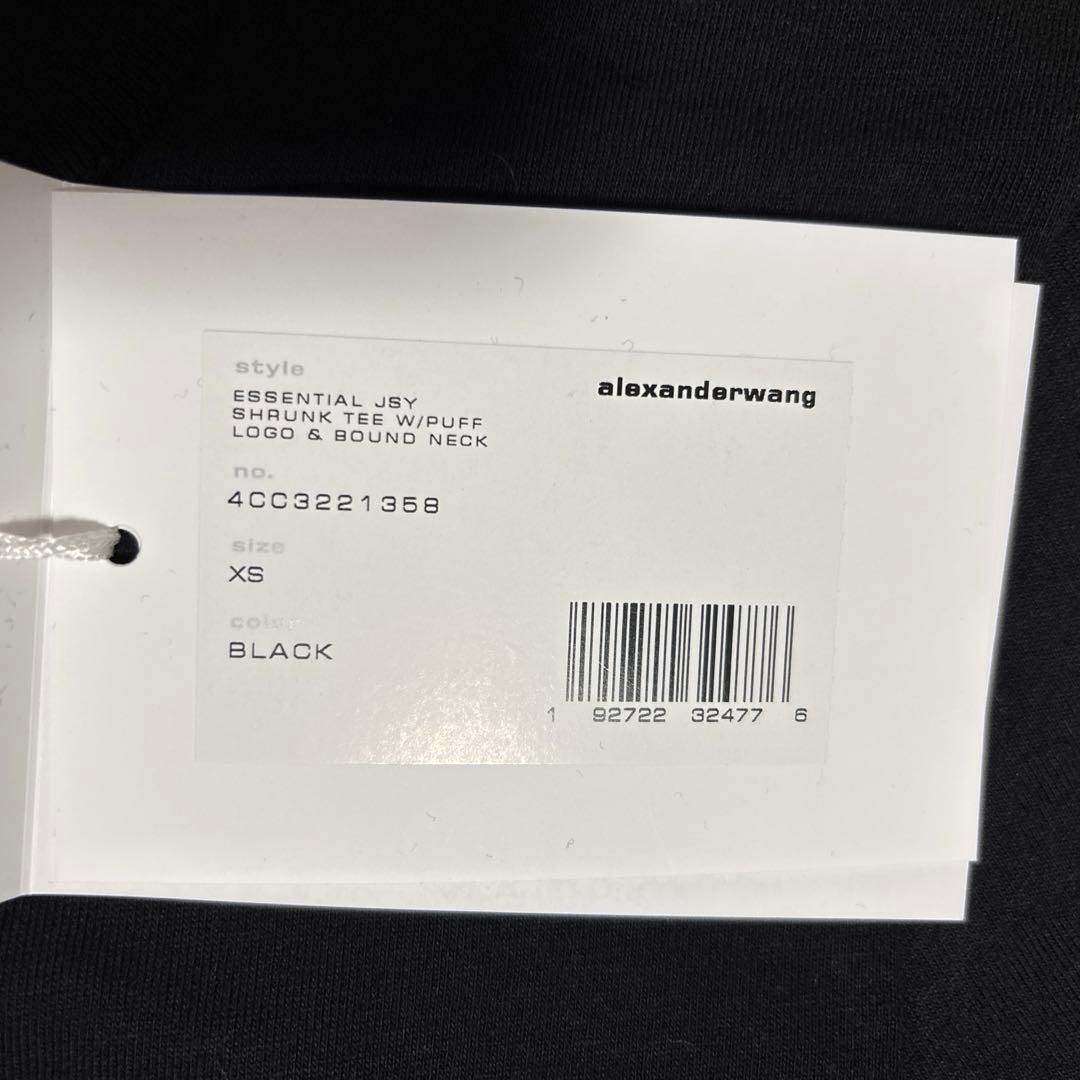 style
ESSENTIAL JSY
SHRUNK TEE W/PUFF
LOGO & BOUND NECK
alexanderwang
no.
4CC3221358
size
XS
color
BLACK
1 92722 32477 6